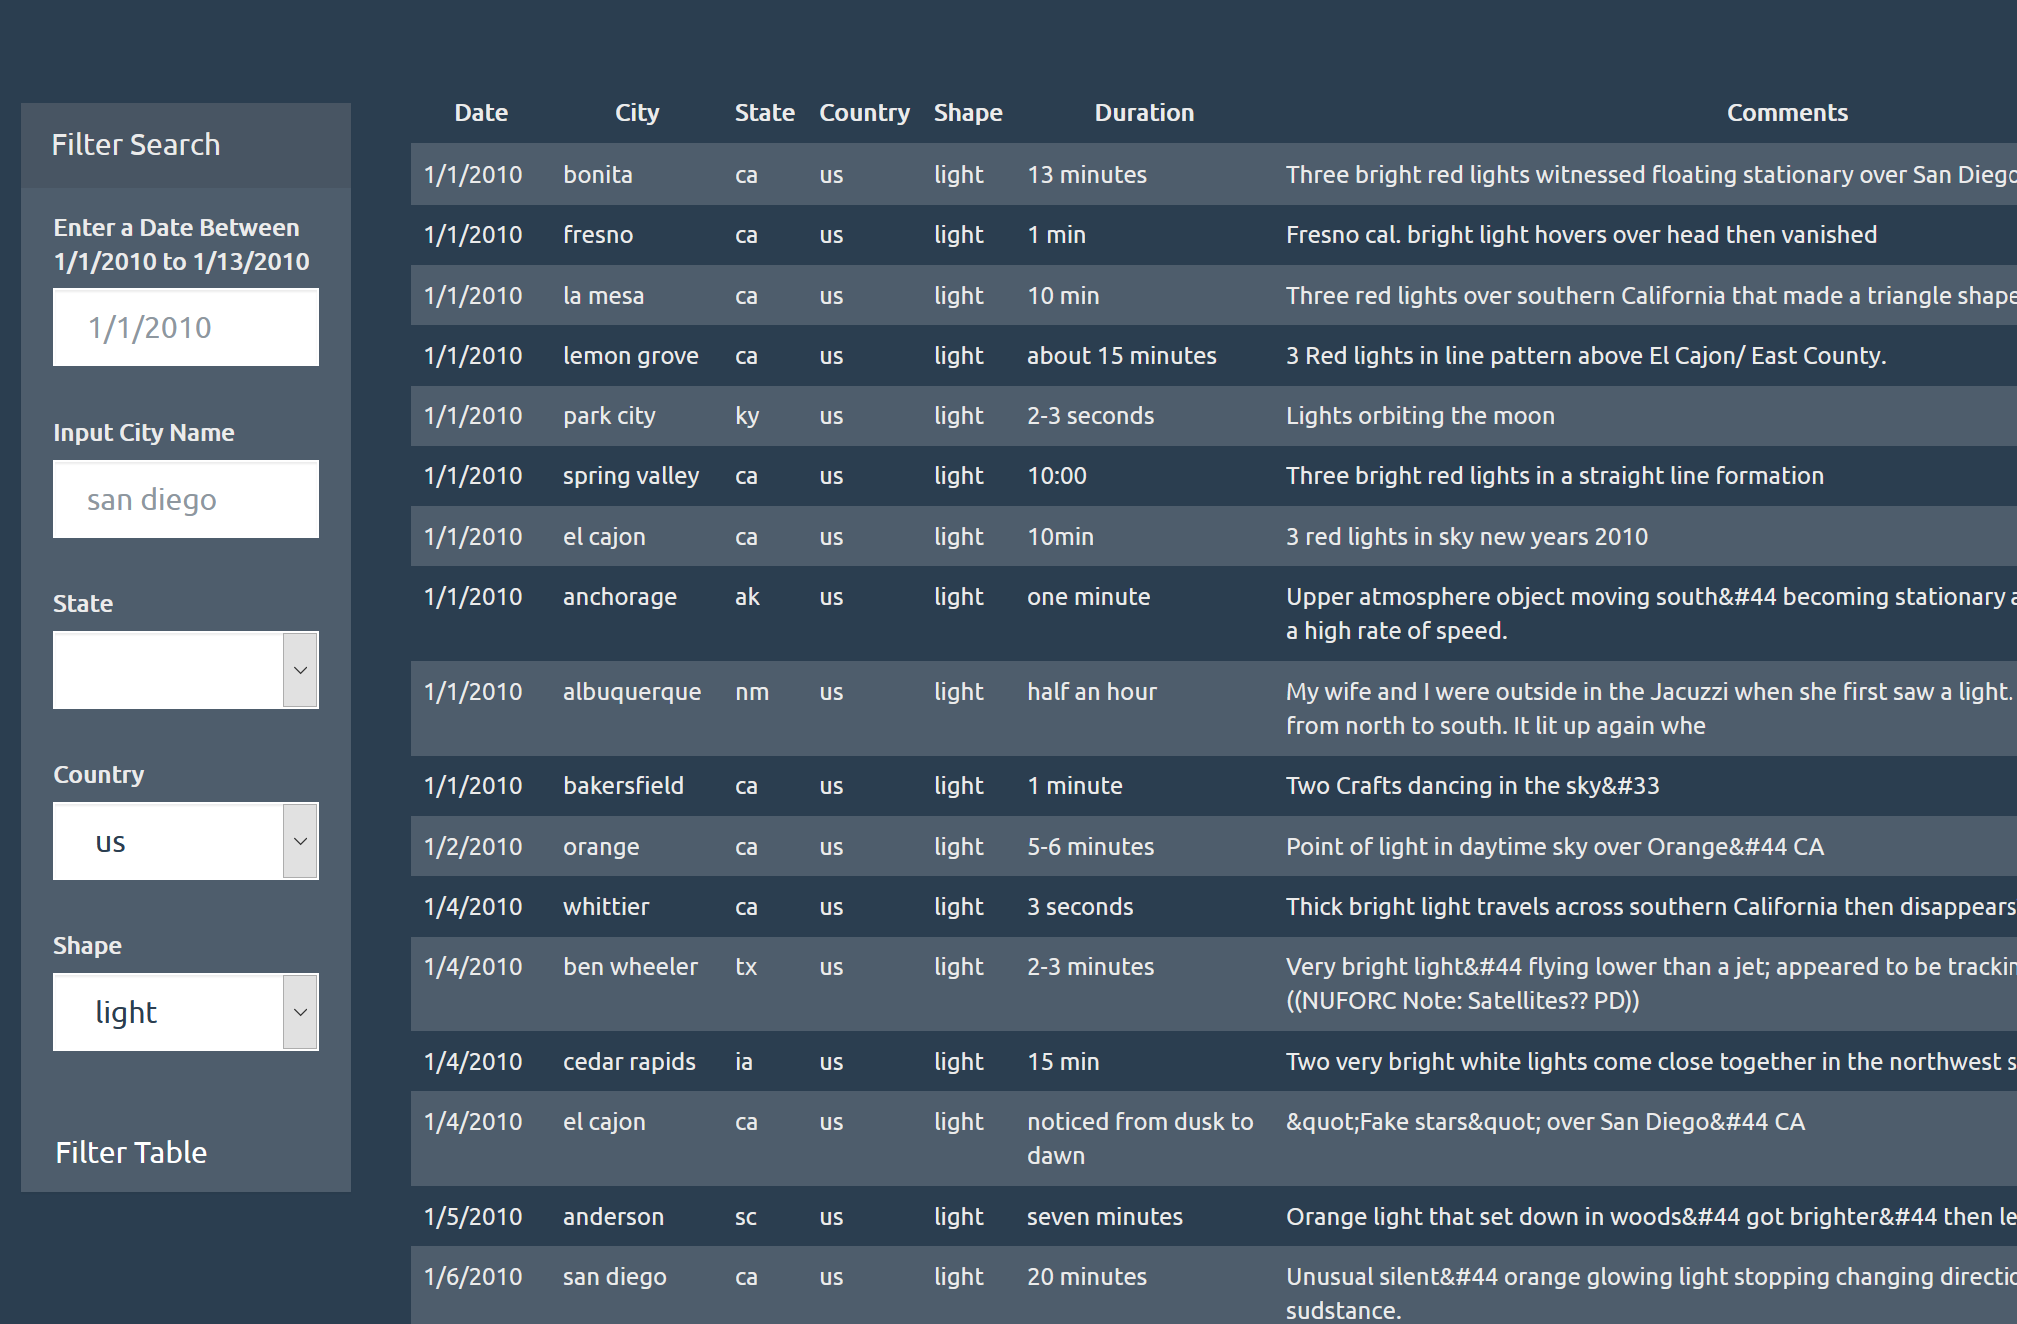 Filter Search
Enter a Date Between
1/1/2010 to 1/13/2010
1/1/2010
Input City Name
san diego
State
Country
us
Shape
light
Filter Table
Date City State Country Shape Duration Comments
1/1/2010 bonita ca us light 13 minutes Three bright red lights witnessed floating stationary over San Diego
1/1/2010 fresno ca us light 1 min Fresno cal. bright light hovers over head then vanished
1/1/2010 la mesa ca us light 10 min Three red lights over southern California that made a triangle shape
1/1/2010 lemon grove ca us light about 15 minutes 3 Red lights in line pattern above El Cajon/ East County.
1/1/2010 park city ky us light 2-3 seconds Lights orbiting the moon
1/1/2010 spring valley ca us light 10:00 Three bright red lights in a straight line formation
1/1/2010 el cajon ca us light 10min 3 red lights in sky new years 2010
1/1/2010 anchorage ak us light one minute Upper atmosphere object moving south&#44 becoming stationary
a high rate of speed.
1/1/2010 albuquerque nm us light half an hour My wife and I were outside in the Jacuzzi when she first saw a light.
from north to south. It lit up again whe
1/1/2010 bakersfield ca us light 1 minute Two Crafts dancing in the sky&#33
1/2/2010 orange ca us light 5-6 minutes Point of light in daytime sky over Orange&#44 CA
1/4/2010 whittier ca us light 3 seconds Thick bright light travels across southern California then disappears
1/4/2010 ben wheeler tx us light 2-3 minutes Very bright light&#44 flying lower than a jet; appeared to be
((NUFORC Note: Satellites?? PD))
1/4/2010 cedar rapids ia us light 15 min Two very bright white lights come close together in the northwest
1/4/2010 el cajon ca us light noticed from dusk to &quot;Fake stars&quot; over San Diego&#44 CA
dawn
1/5/2010 anderson sc us light seven minutes Orange light that set down in woods&#44 got brighter&#44 then
1/6/2010 san diego ca us light 20 minutes Unusual silent&#44 orange glowing light stopping changing
sudstance.